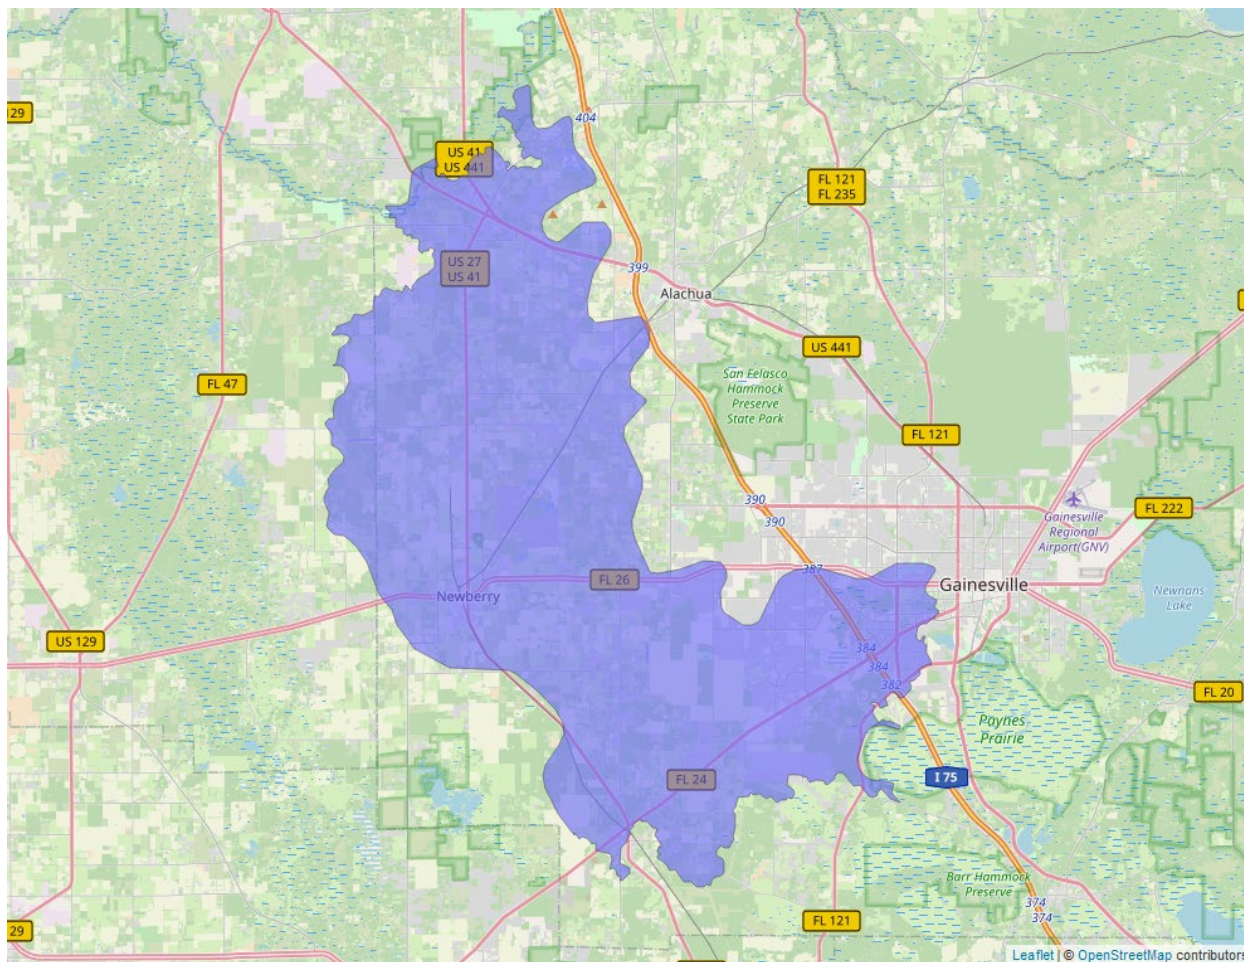 29
404
US 41
US 441
FL 121
FL 235
US 27
US 41
399
Alachua
US 441
San Felasco
Hammock
Preserve
State Park
FL 47
FL 121
390
390
FL 222
Gainesville
Regional
Airport(GNV)
387
FL 26
Gainesville
Newberry
Newnans
Lake
US 129
384
384
382
FL 20
Paynes
Prairie
FL 24
I 75
Barr Hammock
Preserve
374
374
FL 121
29
Leaflet | © OpenStreetMap contributors